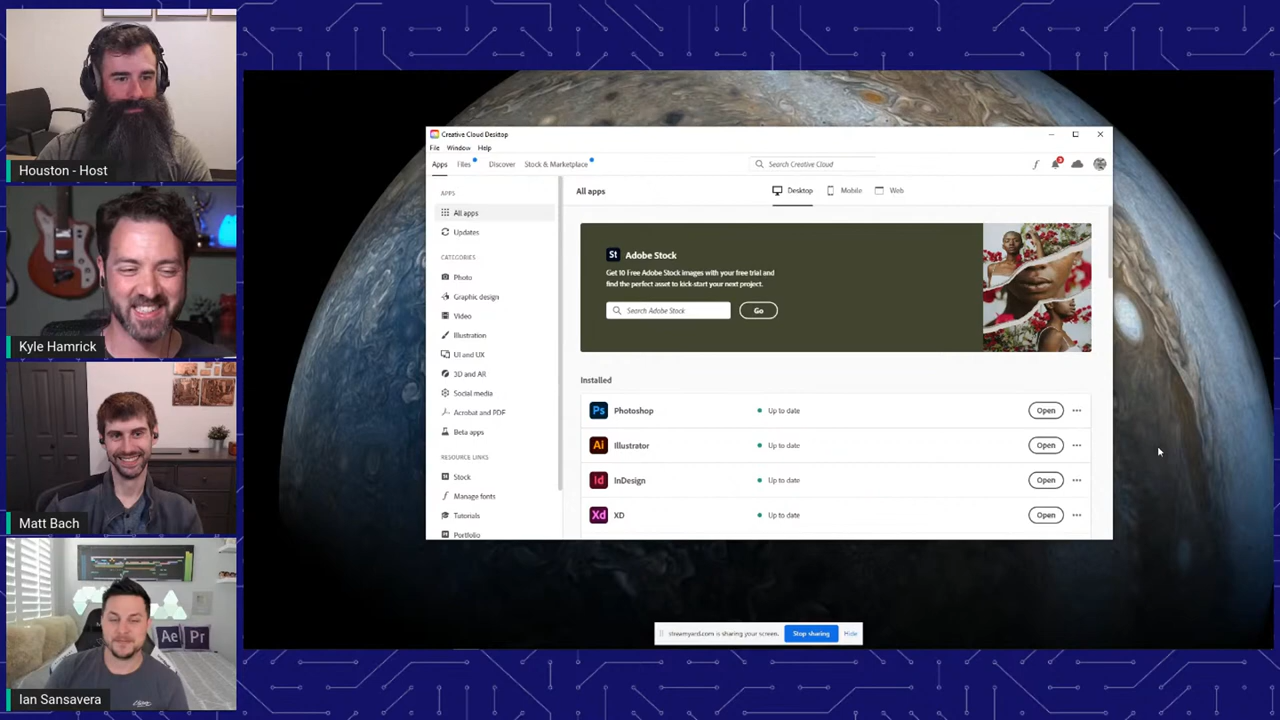 Houston - Host
Kyle Hamrick
Matt Bach
Ae Pr
Ian Sansavera
Creative Cloud Desktop
File Window Help
Apps Files Discover Stock & Marketplace
Search Creative Cloud
APPS
All apps
Updates
CATEGORIES
Photo
Graphic design
Video
Illustration
UI and UX
3D and AR
Social media
Acrobat and PDF
Beta apps
RESOURCE LINKS
Stock
Manage fonts
Tutorials
Portfolio
All apps
Desktop Mobile Web
St Adobe Stock
Get 10 Free Adobe Stock images with your free trial and
find the perfect asset to kick-start your next project.
Search Adobe Stock Go
Installed
Ps Photoshop Up to date Open
Ai Illustrator Up to date Open
Id InDesign Up to date Open
Xd XD Up to date Open
streamyard.com is sharing your screen. Stop sharing Hide